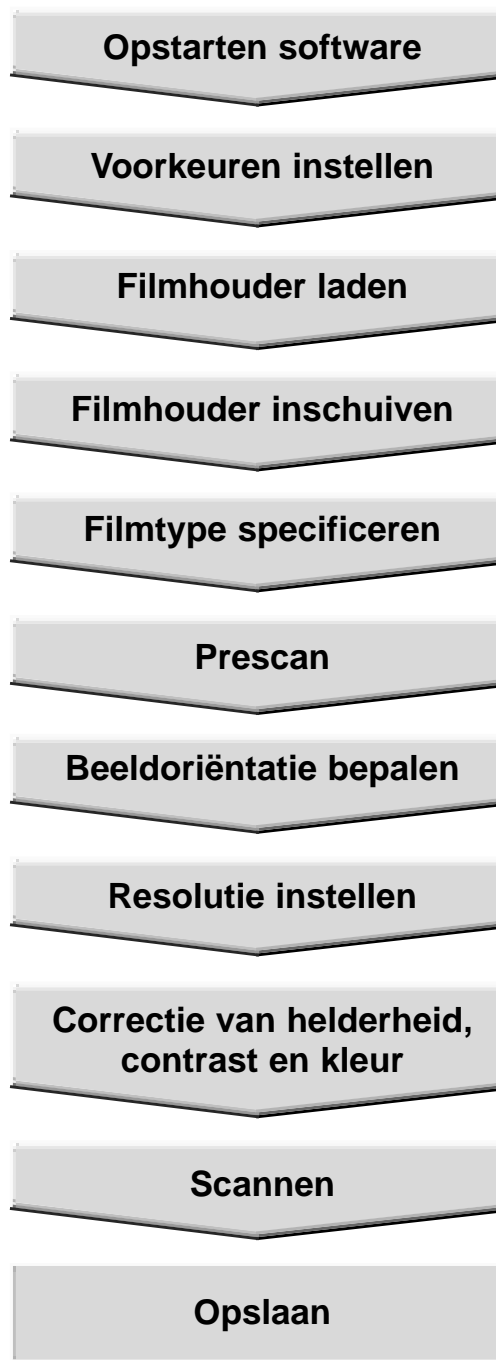 Opstarten software
Voorkeuren instellen
Filmhouder laden
Filmhouder inschuiven
Filmtype specificeren
Prescan
Beeldoriëntatie bepalen
Resolutie instellen
Correctie van helderheid,
contrast en kleur
Scannen
Opslaan